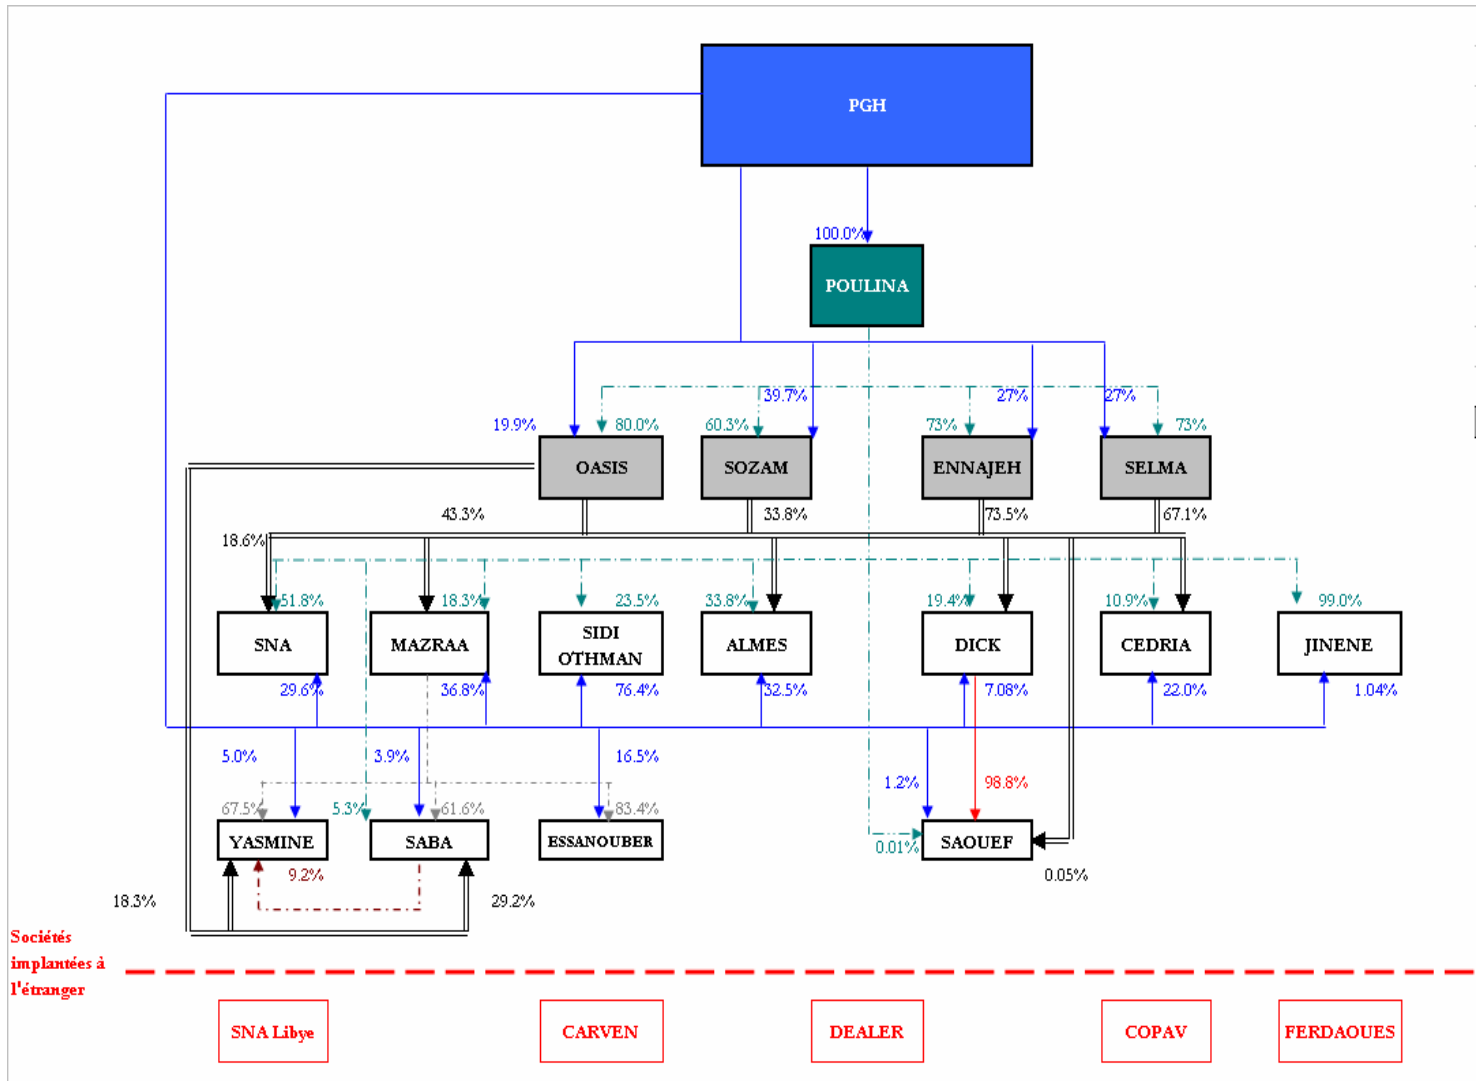 PGH
100.0%
POULINA
39.7%
27%
27%
19.9%
80.0%
60.3%
73%
73%
OASIS
SOZAM
ENNAJEH
SELMA
43.3%
33.8%
73.5%
67.1%
18.6%
51.8%
18.3%
23.5%
33.8%
19.4%
10.9%
99.0%
SNA
MAZRAA
SIDI
OTHMAN
ALMES
DICK
CEDRIA
JINENE
29.6%
36.8%
76.4%
32.5%
7.08%
22.0%
1.04%
5.0%
3.9%
16.5%
1.2%
98.8%
67.5%
5.3%
61.6%
83.4%
YASMINE
SABA
ESSANOUBER
SAOUEF
0.01%
9.2%
0.05%
18.3%
29.2%
Sociétés
implantées à
l'étranger
SNA Libye
CARVEN
DEALER
COPAV
FERDAOUES